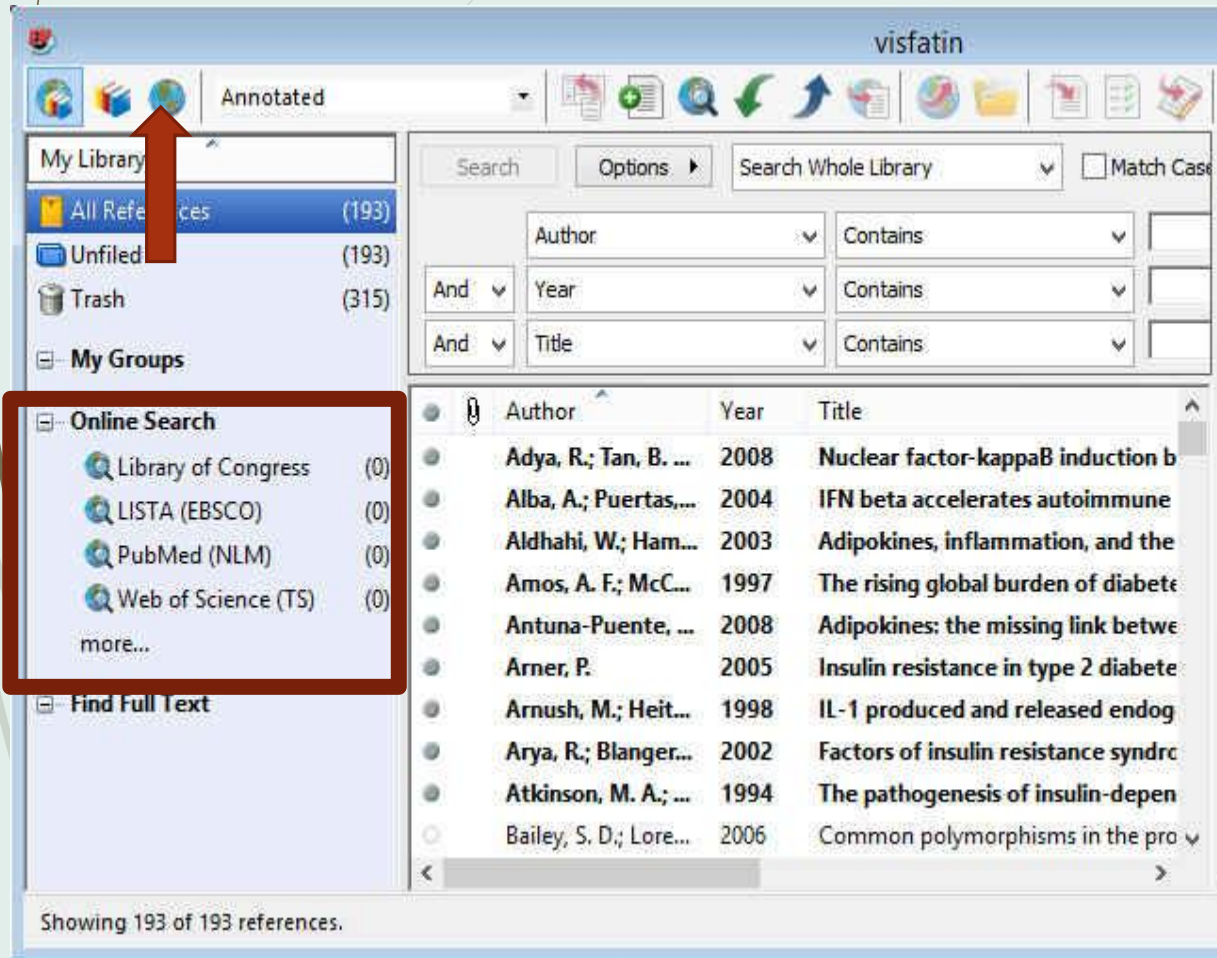 visfatin
Annotated
My Library
Search Options Search Whole Library Match Case
All References (193)
Author Contains
Unfiled (193)
And Year Contains
Trash (315)
And Title Contains
My Groups
Online Search
Library of Congress (0)
LISTA (EBSCO) (0)
PubMed (NLM) (0)
Web of Science (TS) (0)
more...
Find Full Text
Author Year Title
Adya, R.; Tan, B. ... 2008 Nuclear factor-kappaB induction b
Alba, A.; Puertas,... 2004 IFN beta accelerates autoimmune
Aldhahi, W.; Ham... 2003 Adipokines, inflammation, and the
Amos, A. F.; McC... 1997 The rising global burden of diabete
Antuna-Puente, ... 2008 Adipokines: the missing link betwe
Arner, P. 2005 Insulin resistance in type 2 diabete
Arnush, M.; Heit... 1998 IL-1 produced and released endog
Arya, R.; Blanger... 2002 Factors of insulin resistance syndrc
Atkinson, M. A.; ... 1994 The pathogenesis of insulin-depen
Bailey, S. D.; Lore... 2006 Common polymorphisms in the pro
Showing 193 of 193 references.